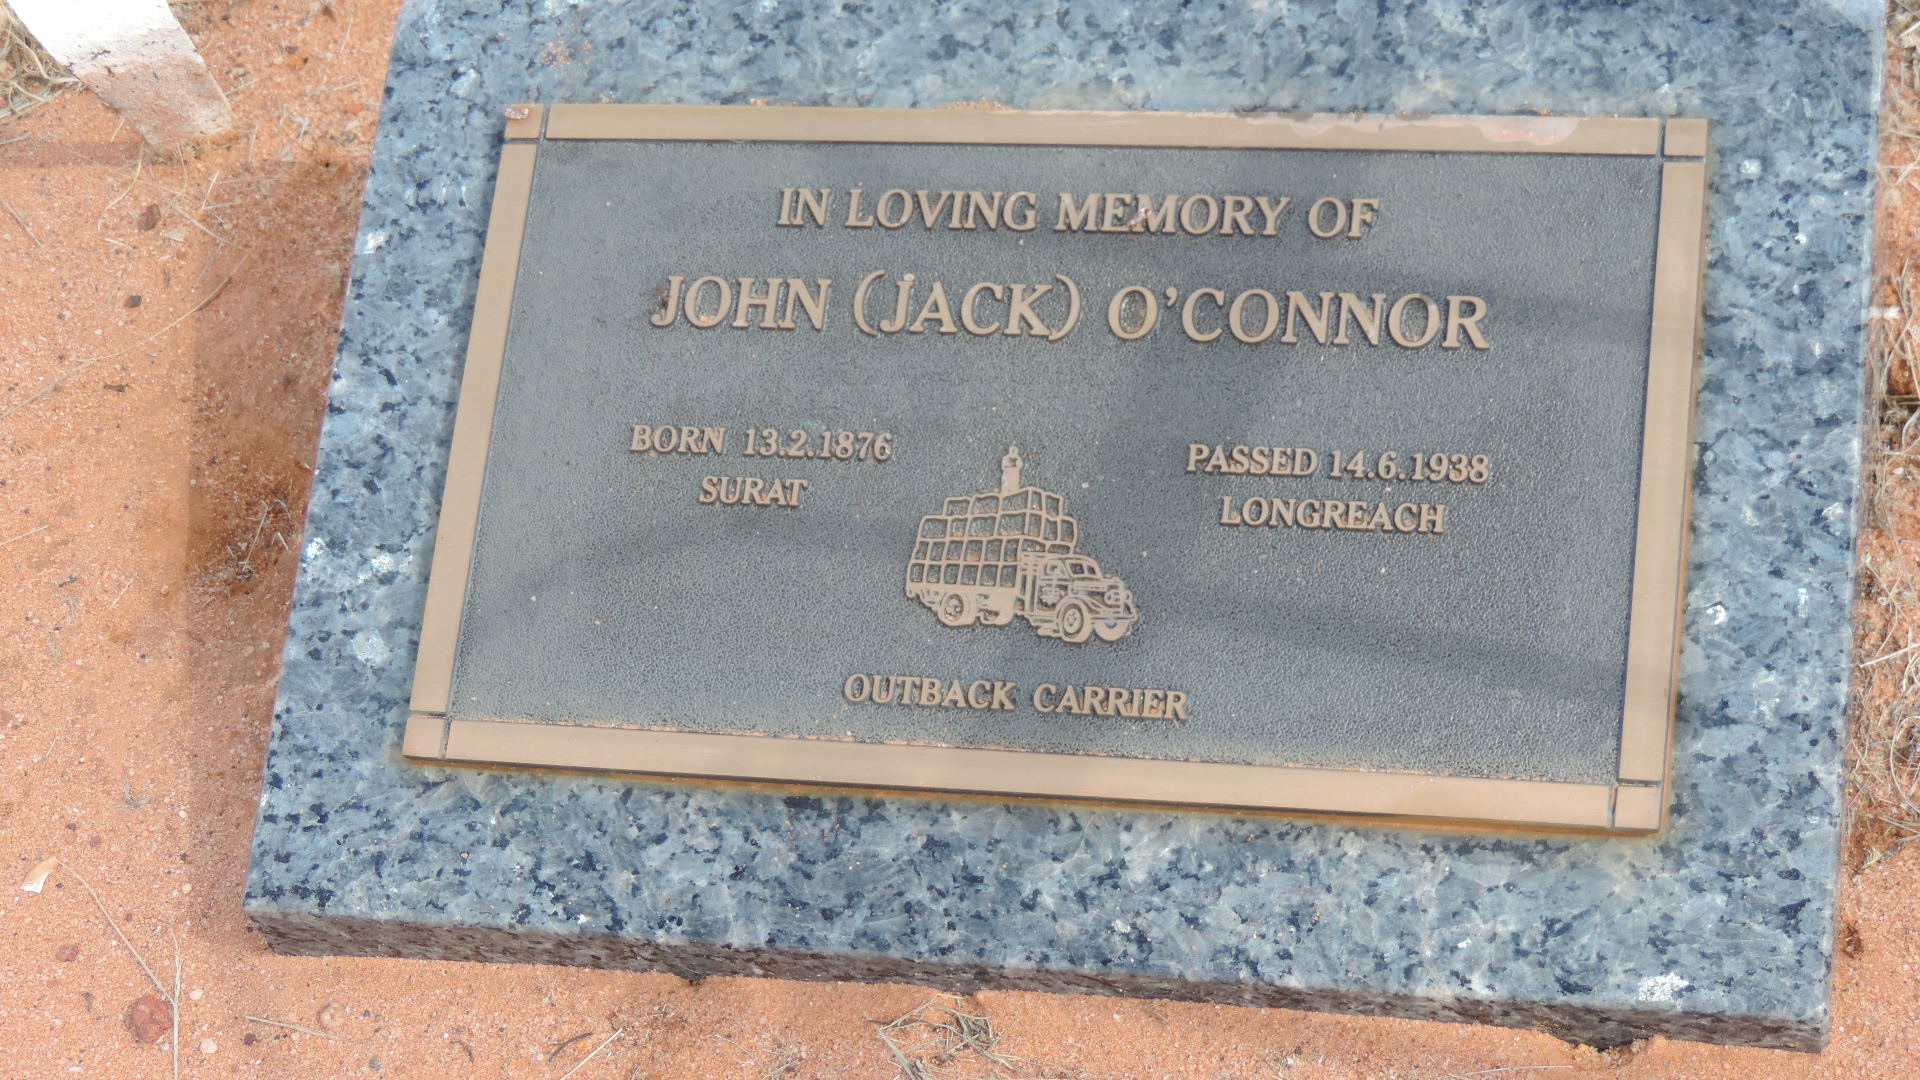 IN LOVING MEMORY OF
JOHN (JACK) O'CONNOR
BORN 13.2.1876
SURAT
PASSED 14.6.1938
LONGREACH
OUTBACK CARRIER